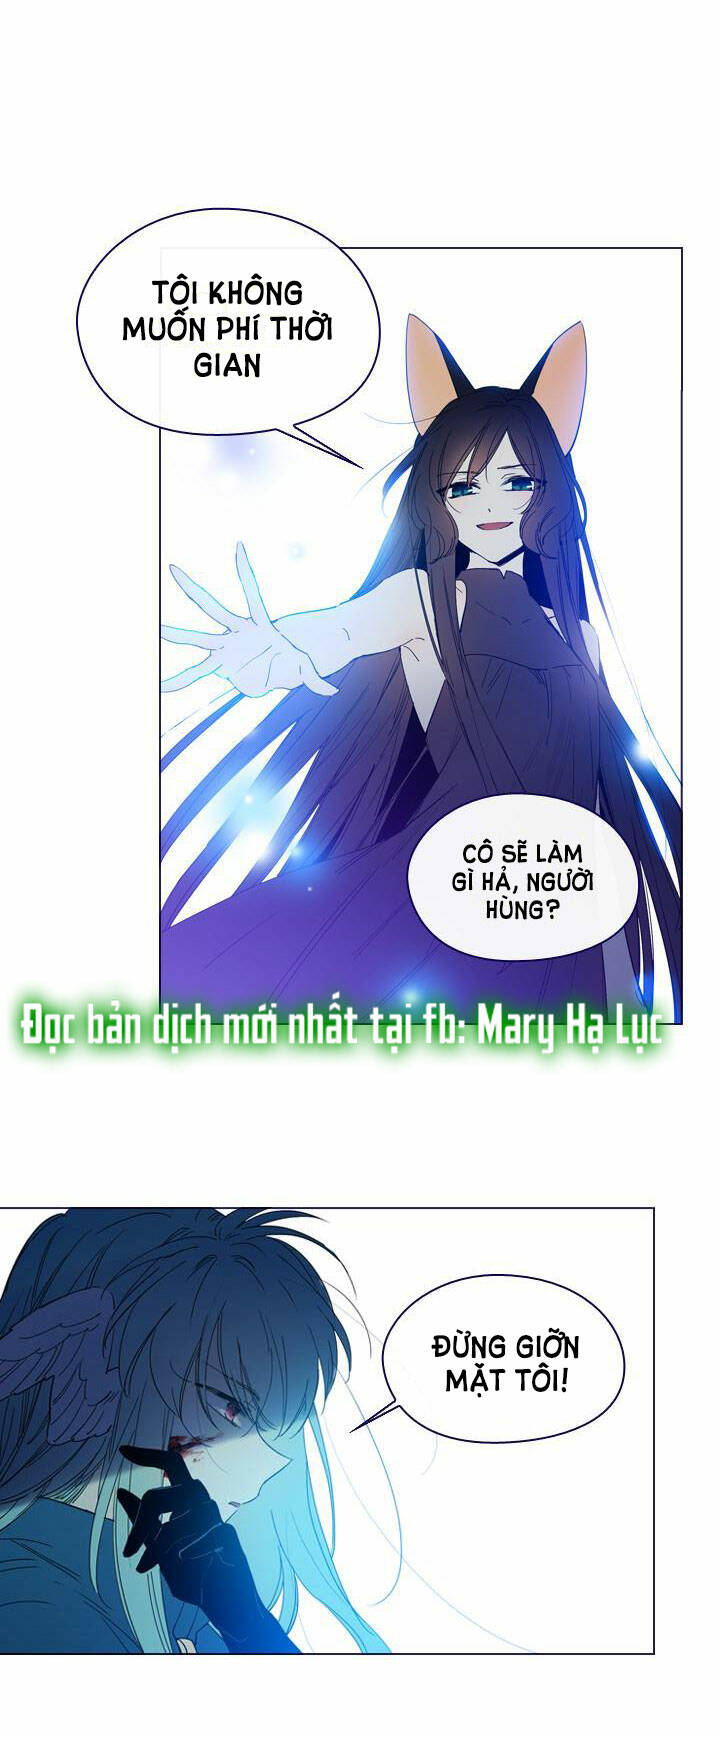 TÔI KHÔNG
MUỐN PHÍ THỜI
GIAN
CÔ SẼ LÀM
GÌ HẢ, NGƯỜI
HÙNG?
Đọc bản dịch mới nhất tại fb: Mary Hạ Lục
ĐỪNG GIỠN
MẶT TÔI!